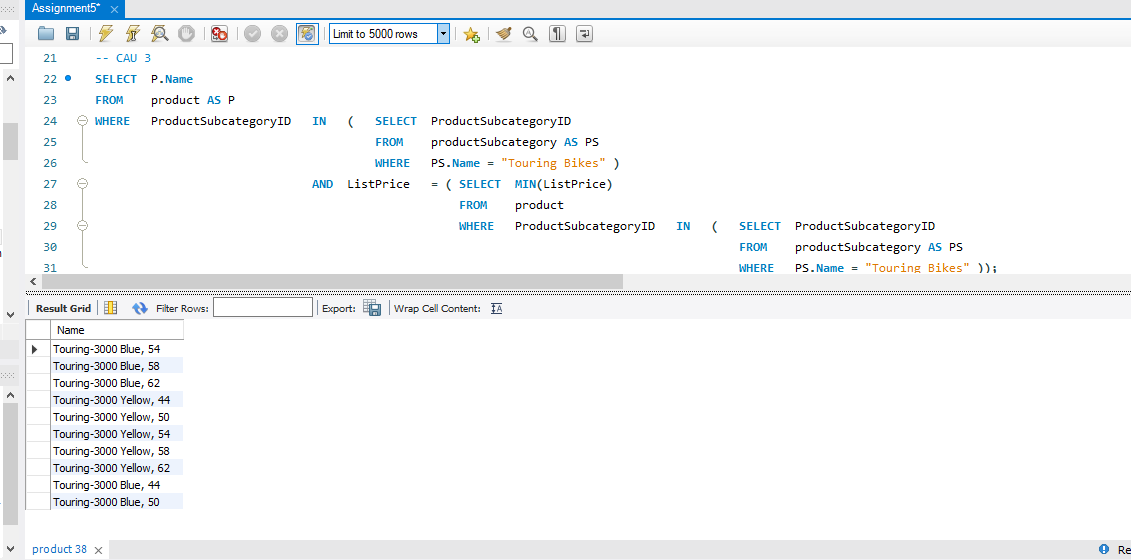 Assignment5*
Limit to 5000 rows
21 -- CAU 3
22 SELECT P.Name
23 FROM product AS P
24 WHERE ProductSubcategoryID IN ( SELECT ProductSubcategoryID
25 FROM productSubcategory AS PS
26 WHERE PS.Name = "Touring Bikes" )
27 AND ListPrice = ( SELECT MIN(ListPrice)
28 FROM product
29 WHERE ProductSubcategoryID IN ( SELECT ProductSubcategoryID
30 FROM productSubcategory AS PS
31 WHERE PS.Name = "Touring Bikes" ));
Result Grid Filter Rows: Export: Wrap Cell Content:
Name
Touring-3000 Blue, 54
Touring-3000 Blue, 58
Touring-3000 Blue, 62
Touring-3000 Yellow, 44
Touring-3000 Yellow, 50
Touring-3000 Yellow, 54
Touring-3000 Yellow, 58
Touring-3000 Yellow, 62
Touring-3000 Blue, 44
Touring-3000 Blue, 50
product 38
Re